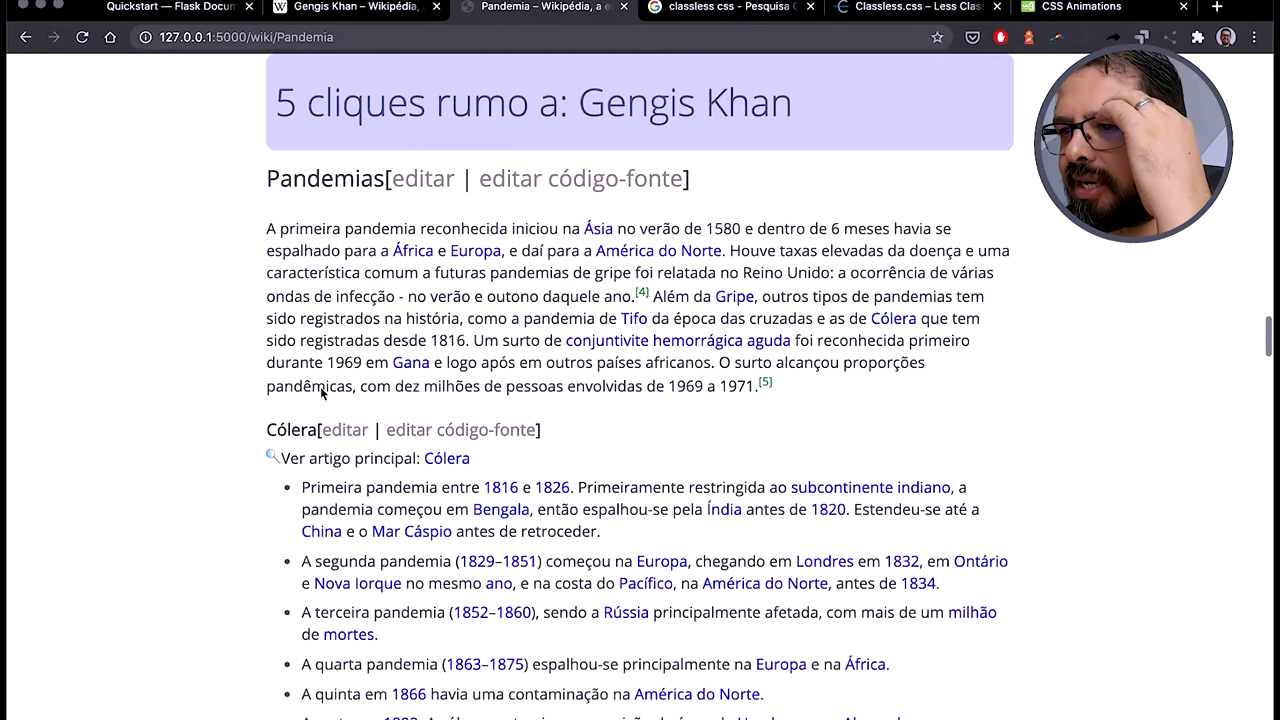 Quickstart — Flask Docum
Gengis Khan – Wikipédia,
Pandemia – Wikipédia, a e
classless css - Pesquisa G
Classless.css – Less Class
CSS Animations
127.0.0.1:5000/wiki/Pandemia
5 cliques rumo a: Gengis Khan
Pandemias[editar | editar código-fonte]
A primeira pandemia reconhecida iniciou na Ásia no verão de 1580 e dentro de 6 meses havia se
espalhado para a África e Europa, e daí para a América do Norte. Houve taxas elevadas da doença e uma
característica comum a futuras pandemias de gripe foi relatada no Reino Unido: a ocorrência de várias
ondas de infecção - no verão e outono daquele ano.[4] Além da Gripe, outros tipos de pandemias tem
sido registrados na história, como a pandemia de Tifo da época das cruzadas e as de Cólera que tem
sido registradas desde 1816. Um surto de conjuntivite hemorrágica aguda foi reconhecida primeiro
durante 1969 em Gana e logo após em outros países africanos. O surto alcançou proporções
pandêmicas, com dez milhões de pessoas envolvidas de 1969 a 1971.[5]
Cólera[editar | editar código-fonte]
Ver artigo principal: Cólera
• Primeira pandemia entre 1816 e 1826. Primeiramente restringida ao subcontinente indiano, a
pandemia começou em Bengala, então espalhou-se pela Índia antes de 1820. Estendeu-se até a
China e o Mar Cáspio antes de retroceder.
• A segunda pandemia (1829–1851) começou na Europa, chegando em Londres em 1832, em Ontário
e Nova Iorque no mesmo ano, e na costa do Pacífico, na América do Norte, antes de 1834.
• A terceira pandemia (1852–1860), sendo a Rússia principalmente afetada, com mais de um milhão
de mortes.
• A quarta pandemia (1863–1875) espalhou-se principalmente na Europa e na África.
• A quinta em 1866 havia uma contaminação na América do Norte.